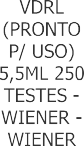 VDRL
(PRONTO
P/ USO)
5,5ML 250
TESTES -
WIENER -
WIENER